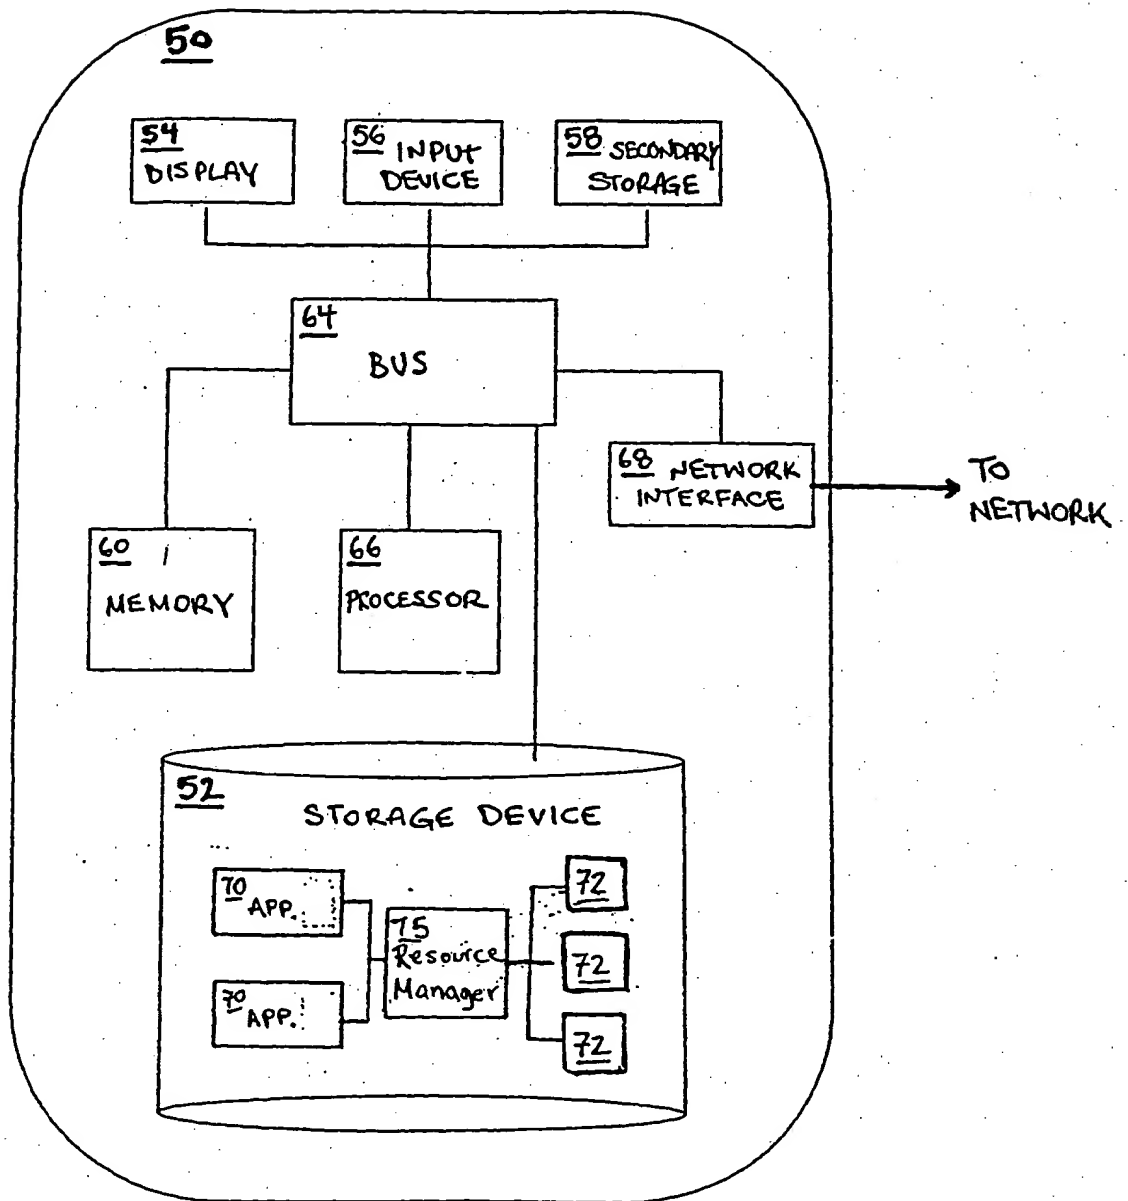 50
54
DISPLAY
56 INPUT
DEVICE
58 SECONDARY
STORAGE
64
BUS
68 NETWORK
INTERFACE
TO
NETWORK
60
MEMORY
66
PROCESSOR
52
STORAGE DEVICE
70
APP.
75
Resource
Manager
72
72
70
APP.
72